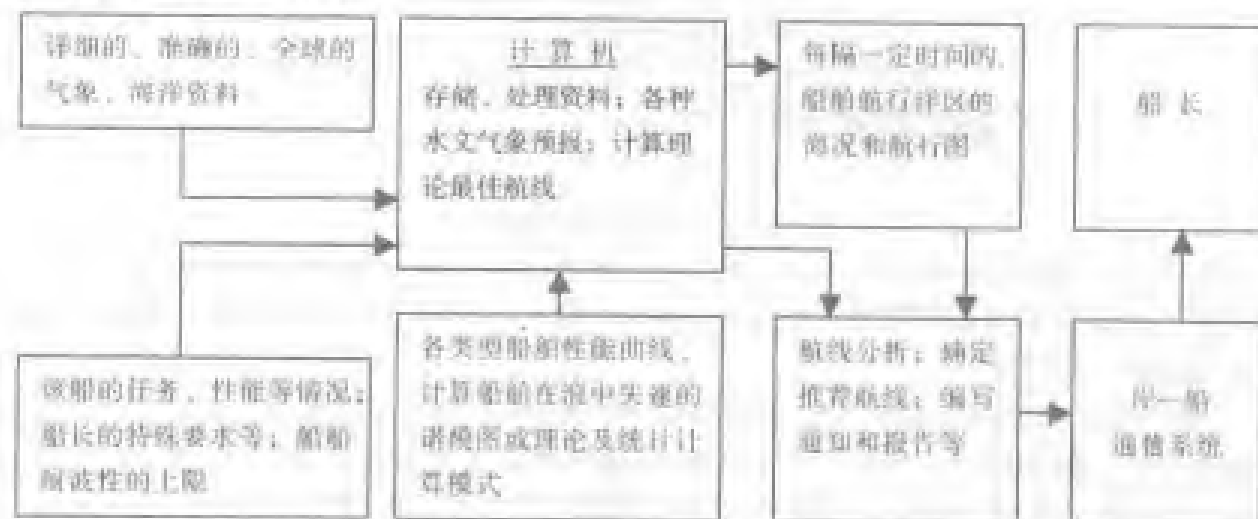 详细的、准确的、全球的
气象、海洋资料
计算机
存储、处理资料；各种
水文气象预报；计算理
论最佳航线
每隔一定时间的
船舶航行洋区的
海况和航行图
船长
该船的任务、性能等情况；
船长的特殊要求等；船舶
耐波性的上限
各类型船舶性能曲线、
计算船舶在浪中失速的
诺模图或理论及统计计
算模式
航线分析；确定
推荐航线；编写
通知和报告等
岸一船
通信系统